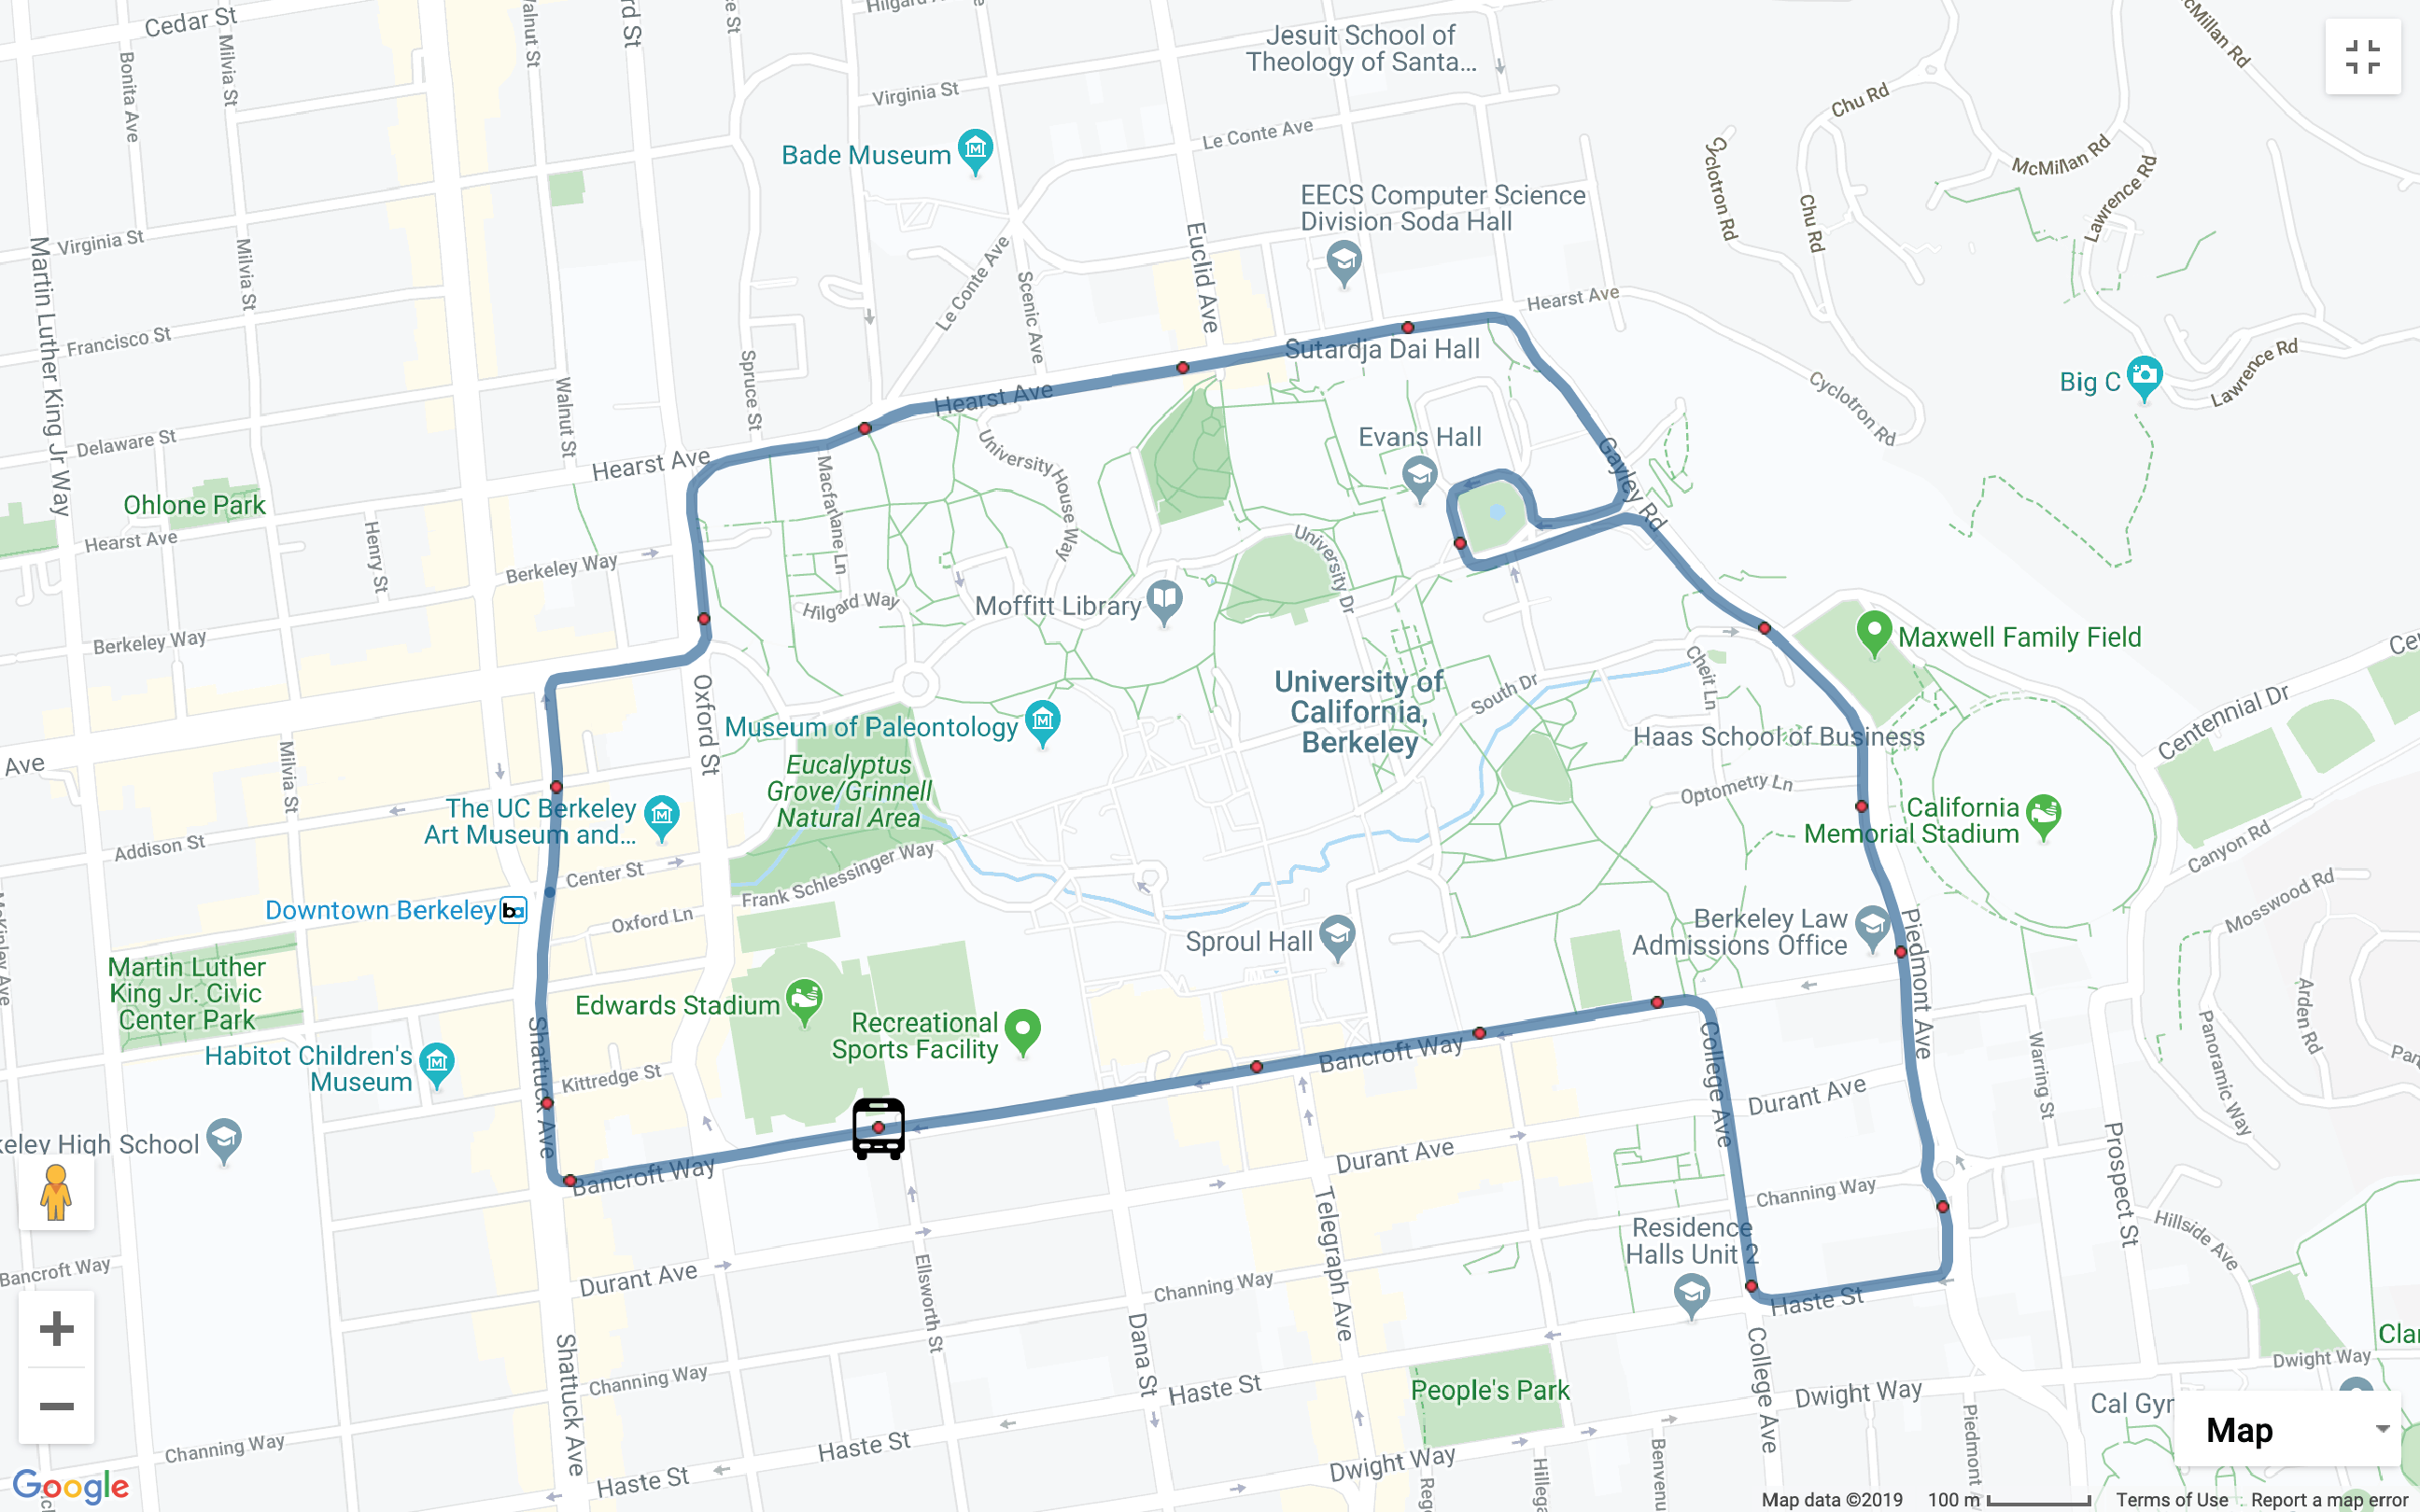 Cedar St
Bonita Ave
Milvia St
Walnut St
Virginia St
Jesuit School of
Theology of Santa...
McMillan Rd
Chu Rd
McMillan Rd
Lawrence Rd
Cyclotron Rd
Chu Rd
Le Conte Ave
Bade Museum
EECS Computer Science
Division Soda Hall
Euclid Ave
Martin Luther King Jr Way
Virginia St
Milvia St
Le Conte Ave
Scenic Ave
Hearst Ave
Francisco St
Spruce St
Walnut St
Sutardja Dai Hall
Cyclotron Rd
Big C
Lawrence Rd
Hearst Ave
Delaware St
Hearst Ave
Evans Hall
Gayley Rd
University House Way
Macfarlane Ln
Ohlone Park
Hearst Ave
Henry St
Berkeley Way
Hilgard Way
Moffitt Library
University Dr
Berkeley Way
Maxwell Family Field
Cheit Ln
South Dr
University of
California,
Berkeley
Oxford St
Museum of Paleontology
Haas School of Business
Centennial Dr
Ave
Milvia St
Eucalyptus
Grove/Grinnell
Natural Area
Optometry Ln
The UC Berkeley
Art Museum and...
California
Memorial Stadium
Canyon Rd
Addison St
Center St
Frank Schlessinger Way
Mosswood Rd
Downtown Berkeley
Oxford Ln
Sproul Hall
Berkeley Law
Admissions Office
Piedmont Ave
Martin Luther
King Jr. Civic
Center Park
Edwards Stadium
Recreational
Sports Facility
Arden Rd
Panoramic Way
Habitot Children's
Museum
Shattuck Ave
Kittredge St
Bancroft Way
College Ave
Durant Ave
Warring St
keley High School
Bancroft Way
Durant Ave
Channing Way
Prospect St
Hillside Ave
Residence
Halls Unit 2
Telegraph Ave
Bancroft Way
Durant Ave
Ellsworth St
Channing Way
Haste St
Dana St
Shattuck Ave
Channing Way
Haste St
People's Park
College Ave
Dwight Way
Dwight Way
Cal Gyr
Map
Channing Way
Haste St
Haste St
Dwight Way
Google
Map data ©2019
100 m
Terms of Use
Report a map error